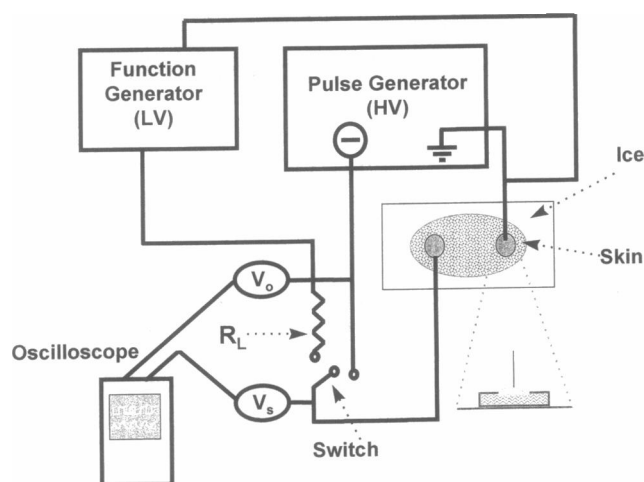 Function
Generator
(LV)
Pulse Generator
(HV)
Ice
Skin
Vo
RL
Oscilloscope
Vs
Switch